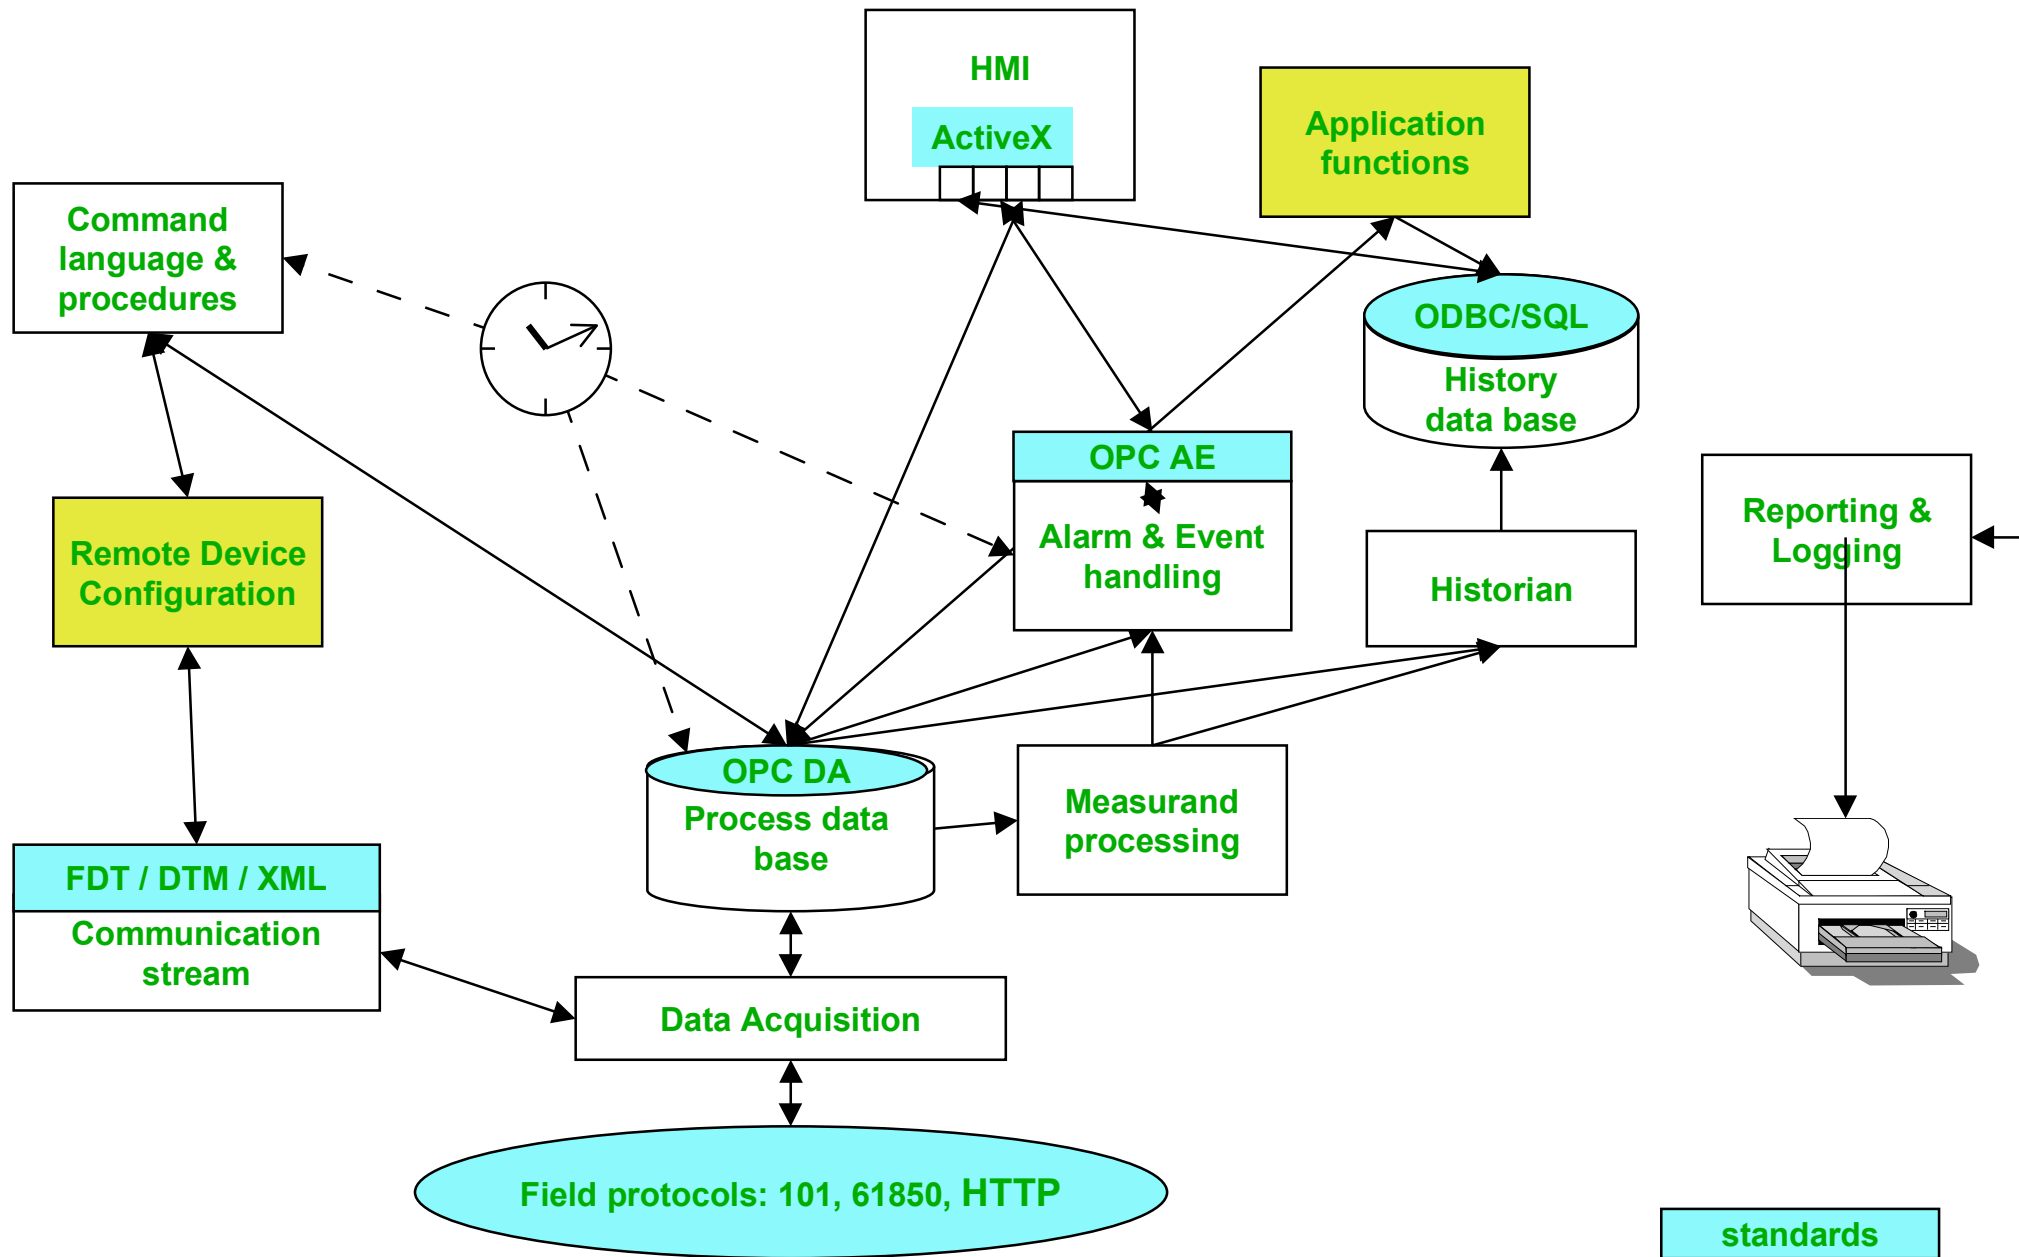 HMI
ActiveX
Application
functions
Command
language &
procedures
ODBC/SQL
History
data base
OPC AE
Alarm & Event
handling
Reporting &
Logging
Remote Device
Configuration
Historian
OPC DA
Process data
base
Measurand
processing
FDT / DTM / XML
Communication
stream
Data Acquisition
Field protocols: 101, 61850, HTTP
standards